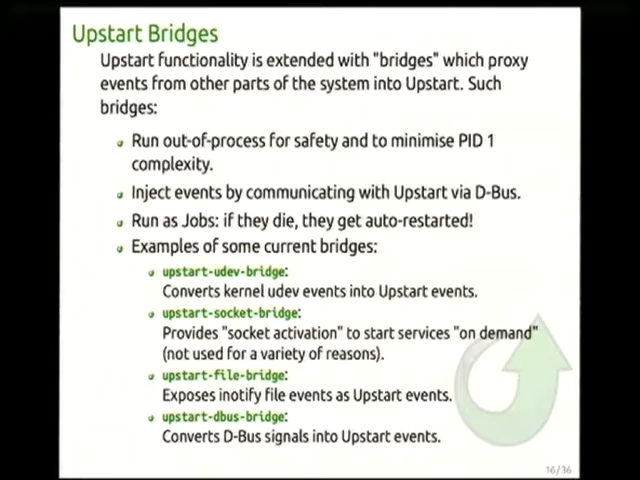 Upstart Bridges
Upstart functionality is extended with "bridges" which proxy
events from other parts of the system into Upstart. Such
bridges:
Run out-of-process for safety and to minimise PID 1
complexity.
Inject events by communicating with Upstart via D-Bus.
Run as Jobs: if they die, they get auto-restarted!
Examples of some current bridges:
upstart-udev-bridge:
Converts kernel udev events into Upstart events.
upstart-socket-bridge:
Provides "socket activation" to start services "on demand"
(not used for a variety of reasons).
upstart-file-bridge:
Exposes inotify file events as Upstart events.
upstart-dbus-bridge:
Converts D-Bus signals into Upstart events.
16/36